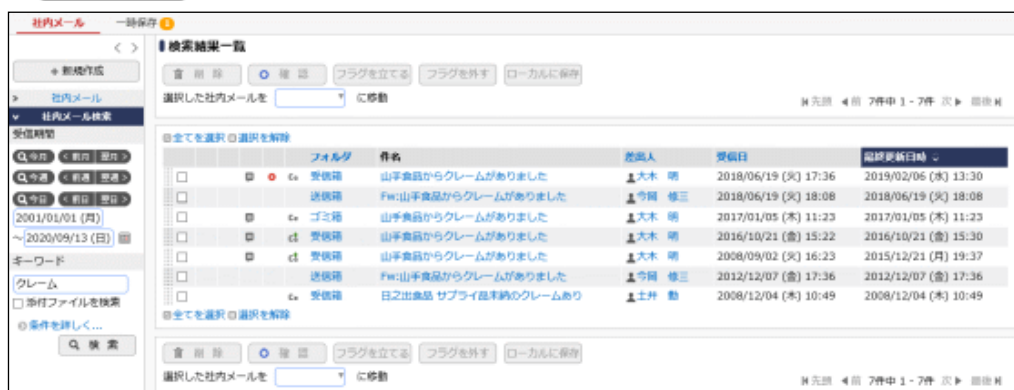 社内メール 一時保存 1
< >
検索結果一覧
+ 新規作成
削除 確認 フラグを立てる フラグを外す ローカルに保存
選択した社内メールを に移動
先頭 前 7件中 1 - 7件 次 最後
社内メール
社内メール検索
受信期間
今月 < 前月 翌月 >
今週 < 前週 翌週 >
今日 < 前日 翌日 >
2001/01/01 (月)
~ 2020/09/13 (日)
キーワード
クレーム
添付ファイルを検索
条件を詳しく...
検索
全てを選択 選択を解除
フォルダ 件名 差出人 受信日 最終更新日時
受信箱 山手食品からクレームがありました 大木 明 2018/06/19 (火) 17:36 2019/02/06 (水) 13:30
送信箱 Fw:山手食品からクレームがありました 今岡 修三 2018/06/19 (火) 18:08 2018/06/19 (火) 18:08
ゴミ箱 山手食品からクレームがありました 大木 明 2017/01/05 (木) 11:23 2017/01/05 (木) 11:23
受信箱 山手食品からクレームがありました 大木 明 2016/10/21 (金) 15:22 2016/10/21 (金) 15:30
受信箱 山手食品からクレームがありました 大木 明 2008/09/02 (火) 16:23 2015/12/21 (月) 19:37
送信箱 Fw:山手食品からクレームがありました 今岡 修三 2012/12/07 (金) 17:36 2012/12/07 (金) 17:36
受信箱 日之出食品 サプライ品未納のクレームあり 土井 勤 2008/12/04 (木) 10:49 2008/12/04 (木) 10:49
全てを選択 選択を解除
削除 確認 フラグを立てる フラグを外す ローカルに保存
選択した社内メールを に移動
先頭 前 7件中 1 - 7件 次 最後